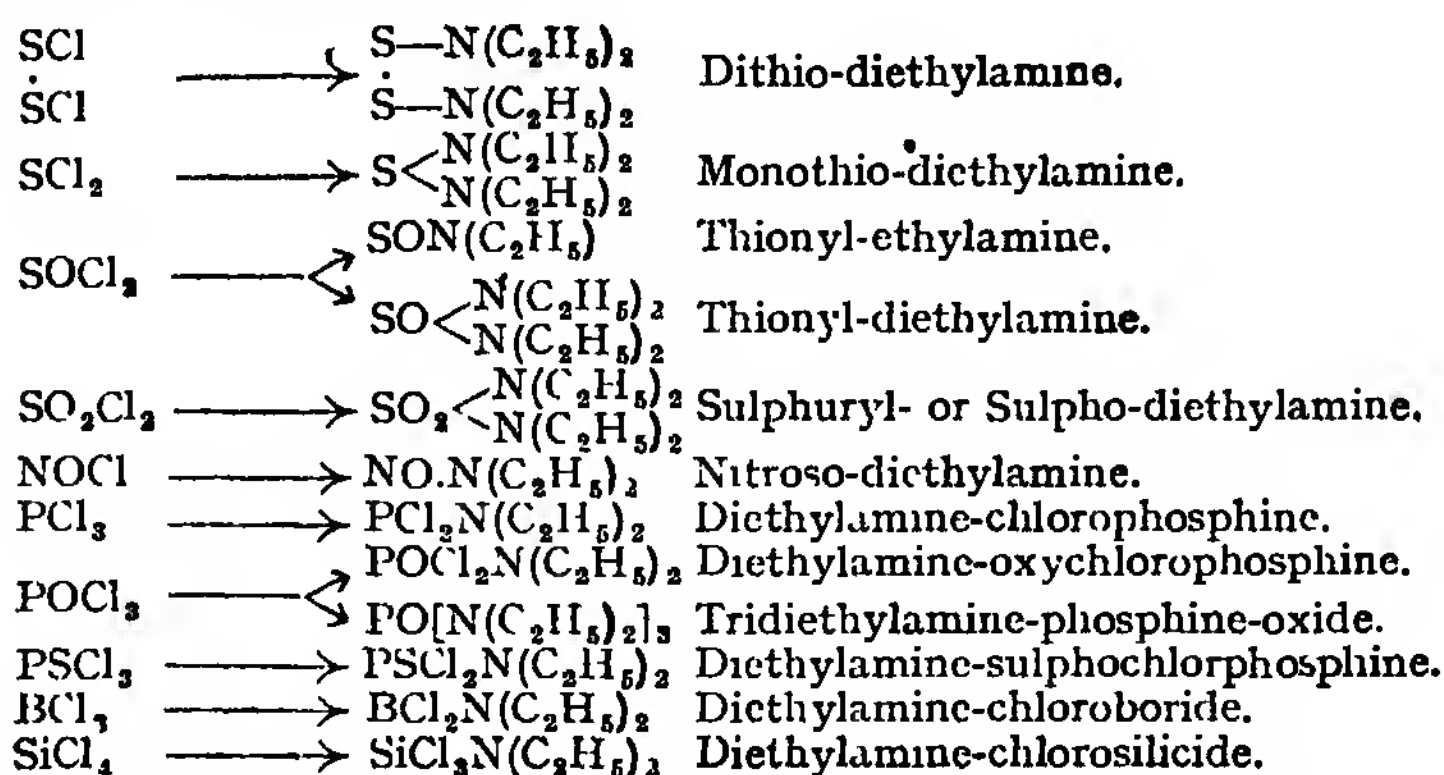 SCl ⟶ S—N(C₂H₅)₂
ṠCl Ṡ—N(C₂H₅)₂ Dithio-diethylamine.
SCl₂ ⟶ S<N(C₂H₅)₂
N(C₂H₅)₂ Monothio-diethylamine.
SOCl₂ ⟶ SON(C₂H₅) Thionyl-ethylamine.
SO<N(C₂H₅)₂
N(C₂H₅)₂ Thionyl-diethylamine.
SO₂Cl₂ ⟶ SO₂<N(C₂H₅)₂
N(C₂H₅)₂ Sulphuryl- or Sulpho-diethylamine.
NOCl ⟶ NO.N(C₂H₅)₂ Nitroso-diethylamine.
PCl₃ ⟶ PCl₂N(C₂H₅)₂ Diethylamine-chlorophosphine.
POCl₃ ⟶ POCl₂N(C₂H₅)₂ Diethylamine-oxychlorophosphine.
PO[N(C₂H₅)₂]₃ Tridiethylamine-phosphine-oxide.
PSCl₃ ⟶ PSCl₂N(C₂H₅)₂ Diethylamine-sulphochlorphosphine.
BCl₃ ⟶ BCl₂N(C₂H₅)₂ Diethylamine-chloroboride.
SiCl₄ ⟶ SiCl₃N(C₂H₅)₂ Diethylamine-chlorosilicide.